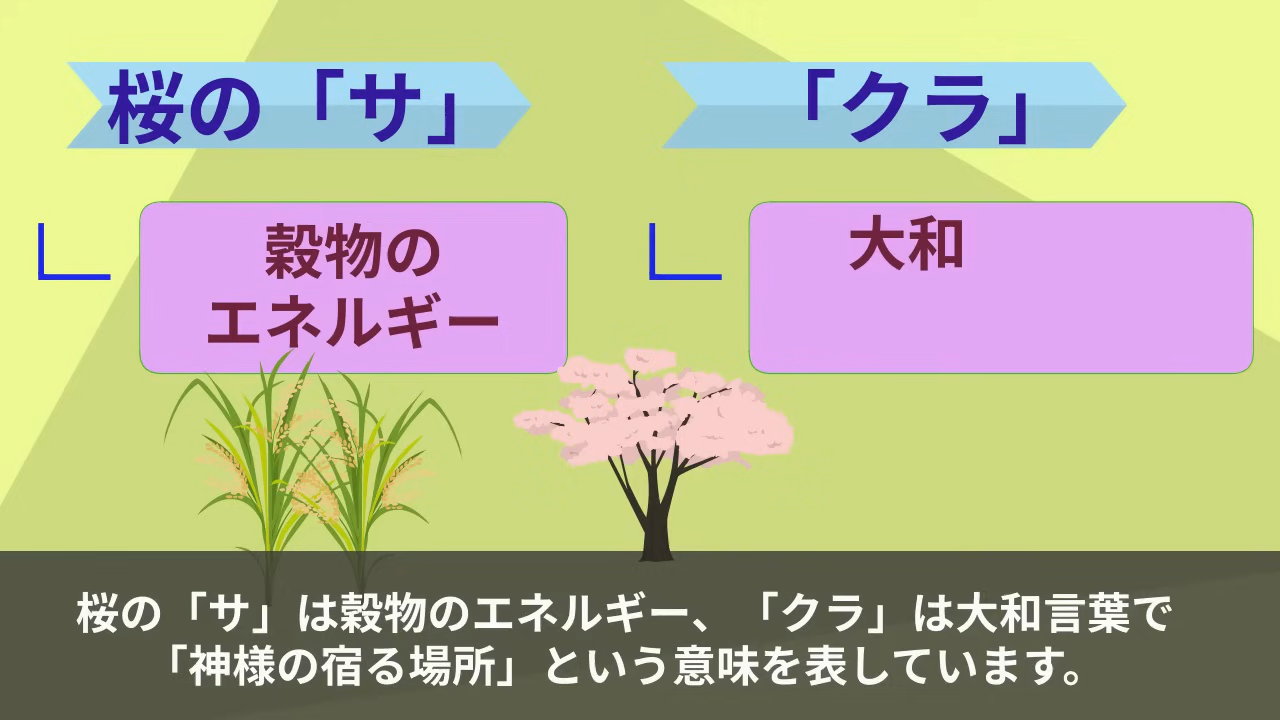 桜の「サ」
「クラ」
穀物の
エネルギー
大和
桜の「サ」は穀物のエネルギー、「クラ」は大和言葉で
「神様の宿る場所」という意味を表しています。